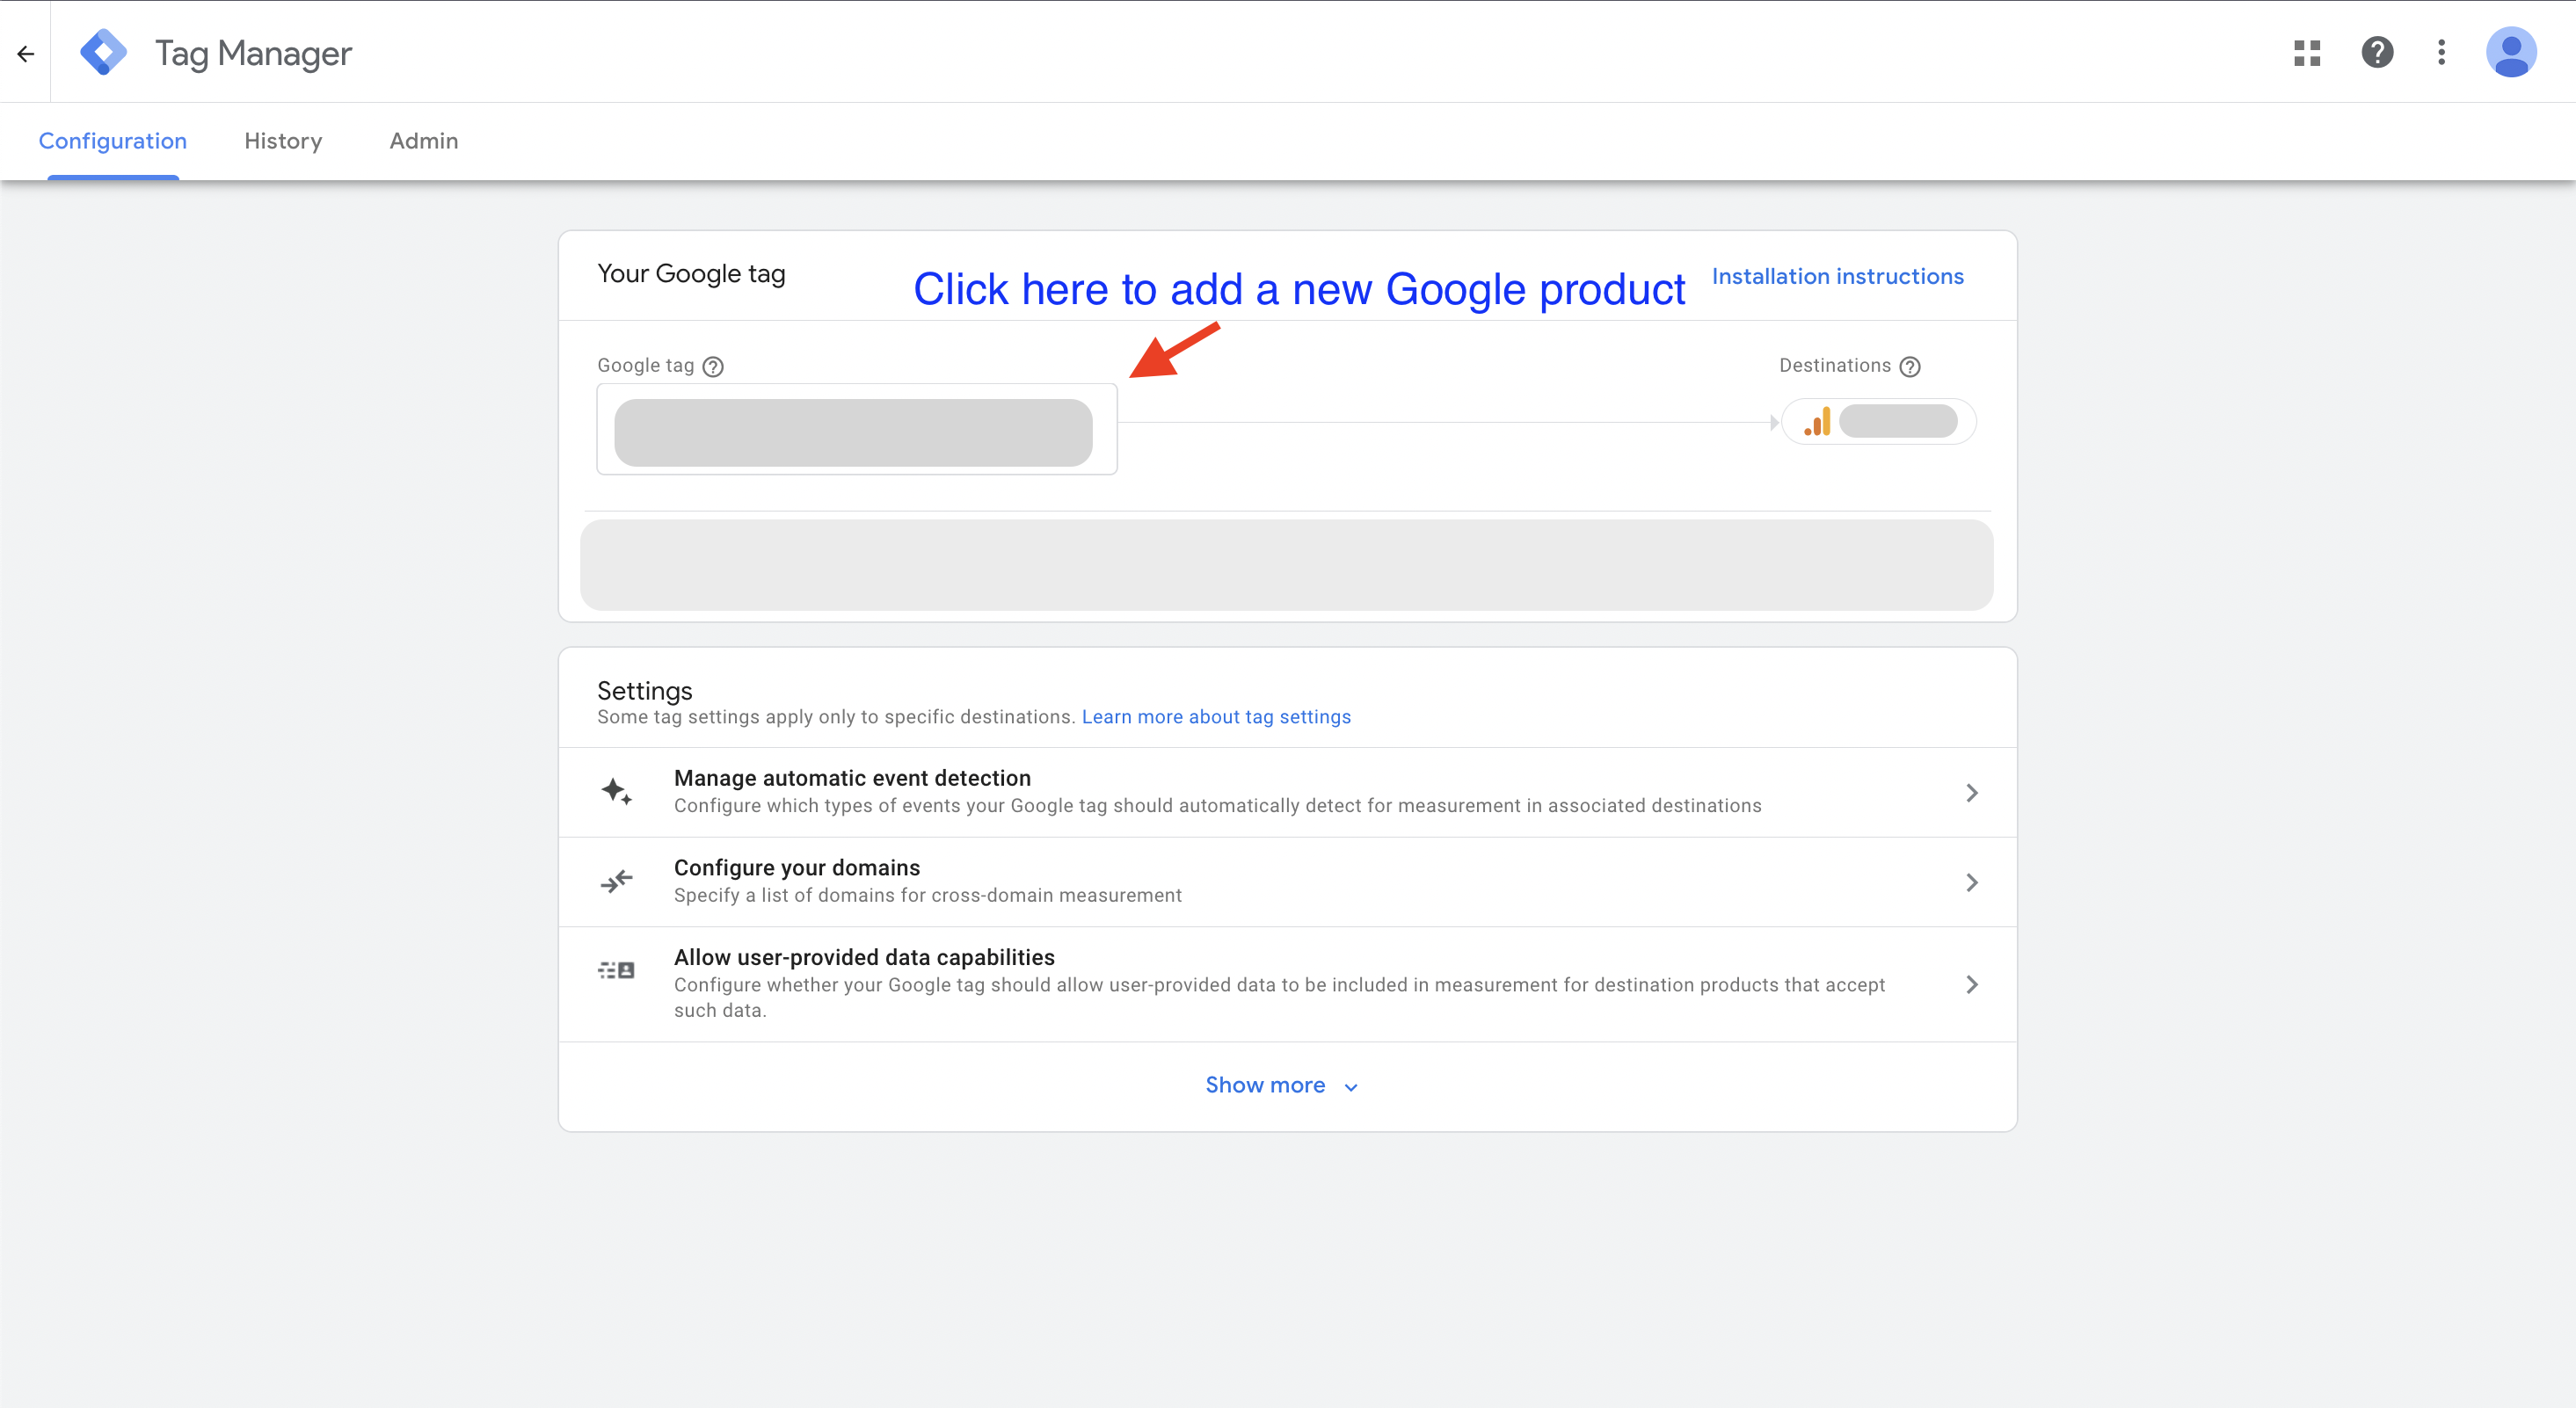 Tag Manager
Configuration
History
Admin
Your Google tag
Click here to add a new Google product
Installation instructions
Google tag
Destinations
Settings
Some tag settings apply only to specific destinations. Learn more about tag settings
Manage automatic event detection
Configure which types of events your Google tag should automatically detect for measurement in associated destinations
Configure your domains
Specify a list of domains for cross-domain measurement
Allow user-provided data capabilities
Configure whether your Google tag should allow user-provided data to be included in measurement for destination products that accept
such data.
Show more